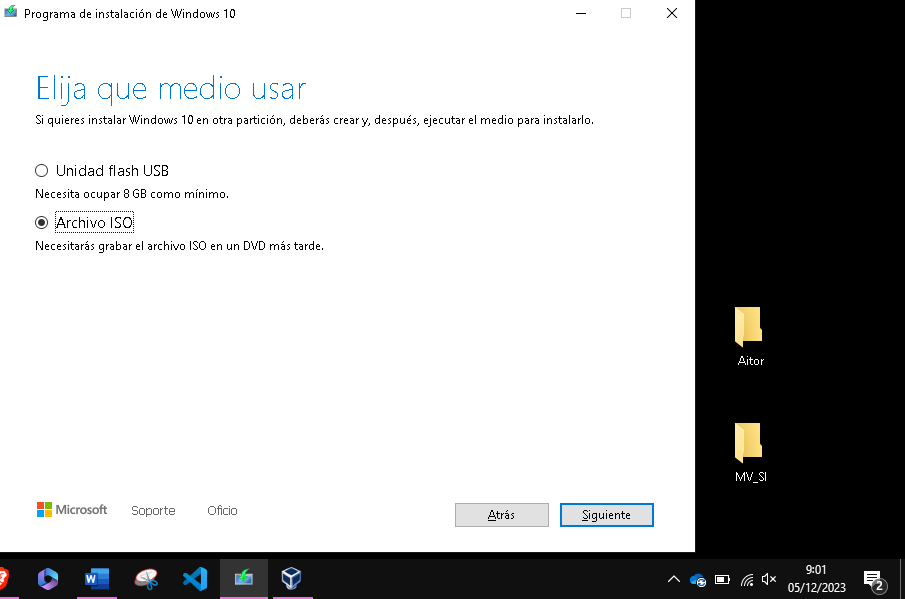 Programa de instalación de Windows 10
Elija que medio usar
Si quieres instalar Windows 10 en otra partición, deberás crear y, después, ejecutar el medio para instalarlo.
Unidad flash USB
Necesita ocupar 8 GB como mínimo.
Archivo ISO
Necesitarás grabar el archivo ISO en un DVD más tarde.
Aitor
MV_SI
Microsoft
Soporte
Oficio
Atrás
Siguiente
W
9:01
05/12/2023
2